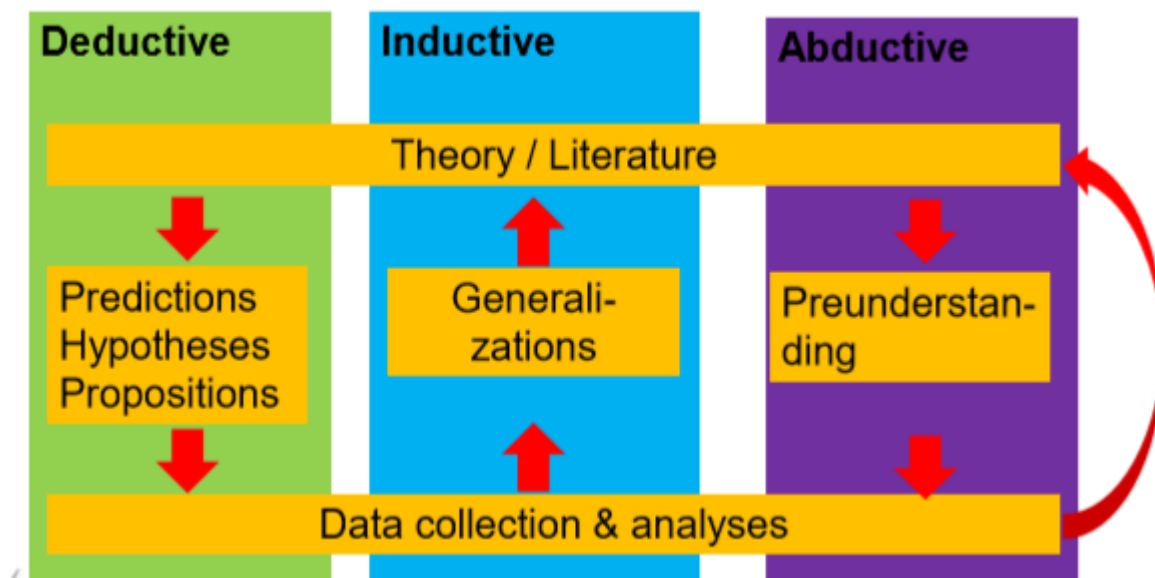 Deductive
Inductive
Abductive
Theory / Literature
Predictions
Hypotheses
Propositions
Generali-
zations
Preunderstan-
ding
Data collection & analyses